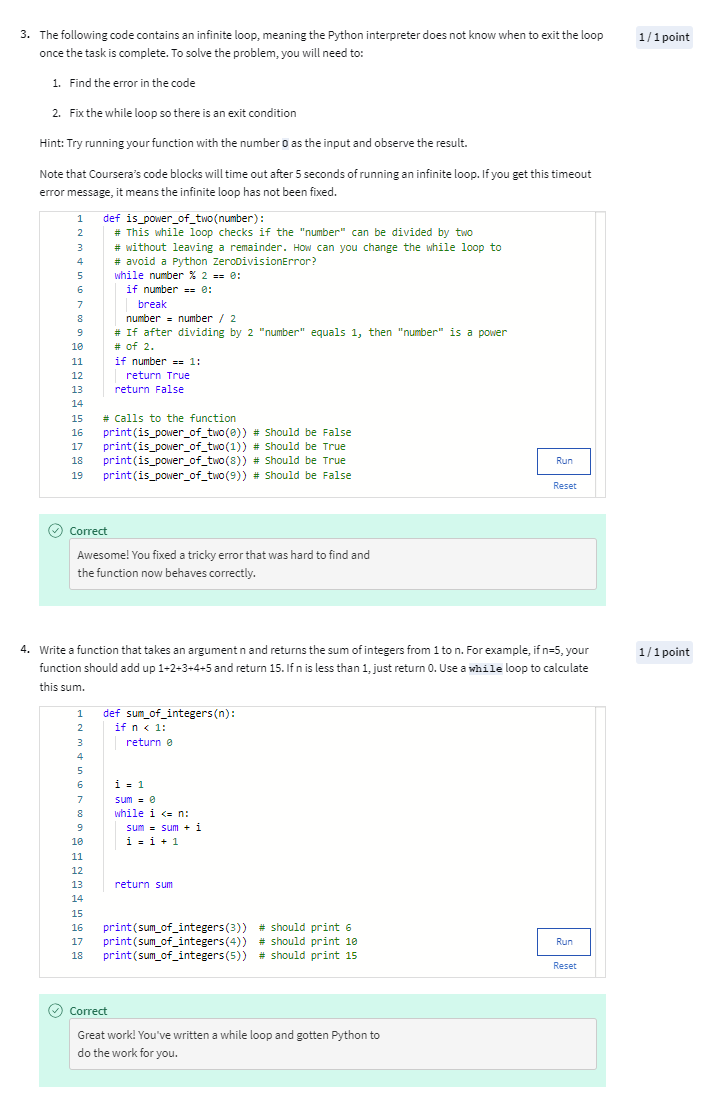 3. The following code contains an infinite loop, meaning the Python interpreter does not know when to exit the loop
1 / 1 point
once the task is complete. To solve the problem, you will need to:
1. Find the error in the code
2. Fix the while loop so there is an exit condition
Hint: Try running your function with the number 0 as the input and observe the result.
Note that Coursera's code blocks will time out after 5 seconds of running an infinite loop. If you get this timeout
error message, it means the infinite loop has not been fixed.
1 def is_power_of_two(number):
2 # This while loop checks if the "number" can be divided by two
3 # without leaving a remainder. How can you change the while loop to
4 # avoid a Python ZeroDivisionError?
5 while number % 2 == 0:
6 if number == 0:
7 break
8 number = number / 2
9 # If after dividing by 2 "number" equals 1, then "number" is a power
10 # of 2.
11 if number == 1:
12 return True
13 return False
14
15 # Calls to the function
16 print(is_power_of_two(0)) # Should be False
17 print(is_power_of_two(1)) # Should be True
18 print(is_power_of_two(8)) # Should be True
19 print(is_power_of_two(9)) # Should be False
Run
Reset
Correct
Awesome! You fixed a tricky error that was hard to find and
the function now behaves correctly.
4. Write a function that takes an argument n and returns the sum of integers from 1 to n. For example, if n=5, your
1 / 1 point
function should add up 1+2+3+4+5 and return 15. If n is less than 1, just return 0. Use a while loop to calculate
this sum.
1 def sum_of_integers(n):
2 if n < 1:
3 return 0
4
5
6 i = 1
7 sum = 0
8 while i <= n:
9 sum = sum + i
10 i = i + 1
11
12
13 return sum
14
15
16 print(sum_of_integers(3)) # should print 6
17 print(sum_of_integers(4)) # should print 10
18 print(sum_of_integers(5)) # should print 15
Run
Reset
Correct
Great work! You've written a while loop and gotten Python to
do the work for you.